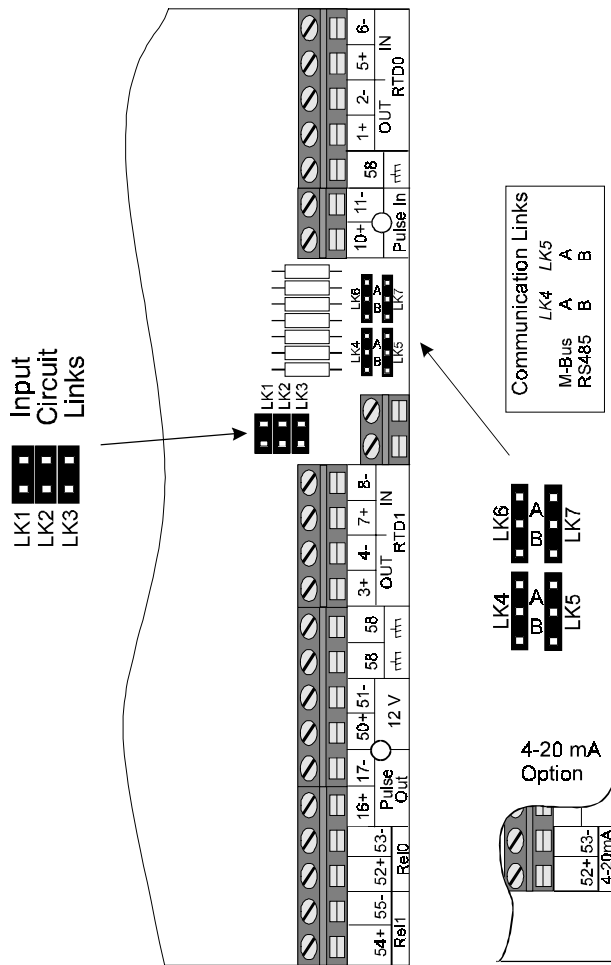 LK1
LK2
LK3
Input
Circuit
Links
54+ 55- 52+ 53- 16+ 17- 50+ 51- 58 58 3+ 4- 7+ 8-
Rel1 Rel0 Pulse Out 12 V OUT IN
RTD1
LK1
LK2
LK3
LK4 LK6
B A B A
LK5 LK7
10+ 11- 58 1+ 2- 5+ 6-
Pulse In OUT IN
RTD0
4-20 mA
Option
52+ 53-
4-20mA
LK4 LK6
B A B A
LK5 LK7
Communication Links
LK4 LK5
M-Bus A A
RS485 B B